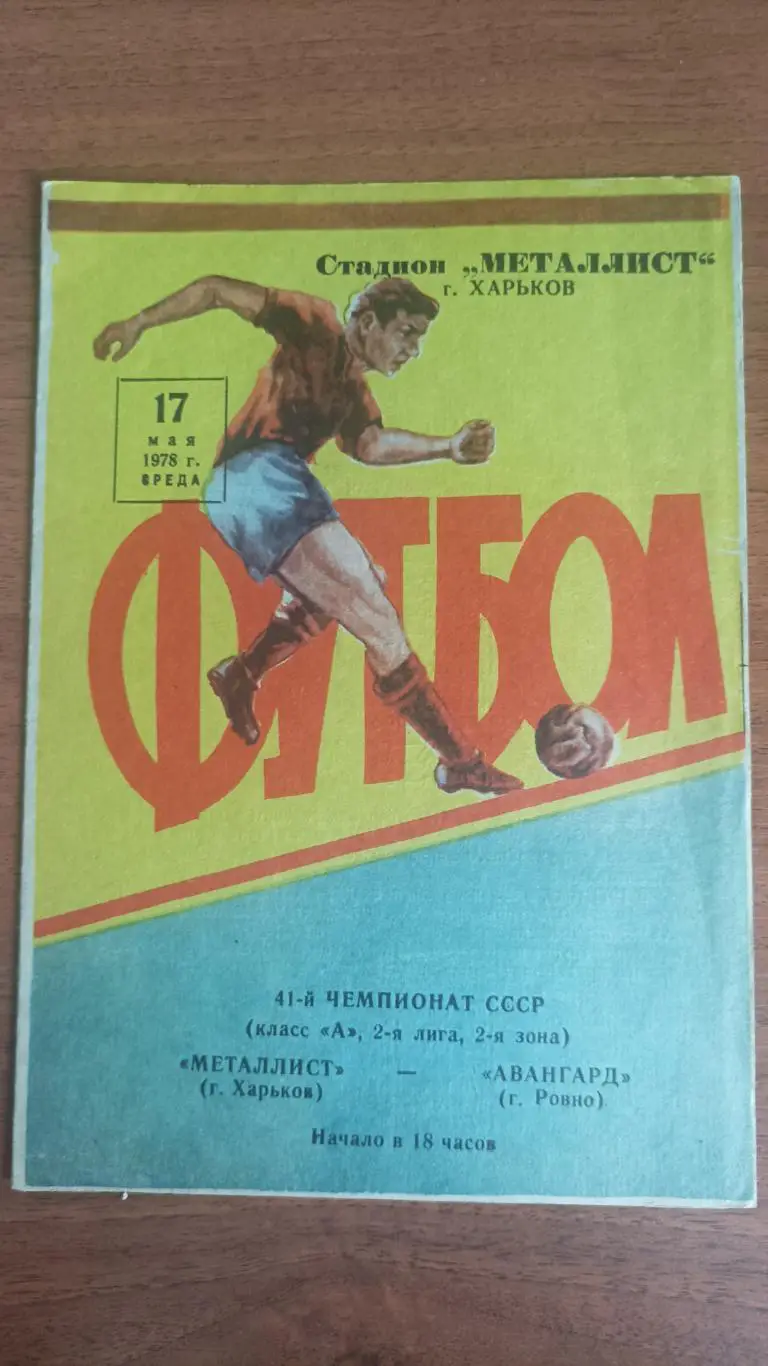 Стадион „МЕТАЛЛИСТ“
г. ХАРЬКОВ
17
мая
1978 г.
СРЕДА
ФУТБОЛ
41-й ЧЕМПИОНАТ СССР
(класс «А», 2-я лига, 2-я зона)
«МЕТАЛЛИСТ» — «АВАНГАРД»
(г. Харьков) (г. Ровно)
Начало в 18 часов